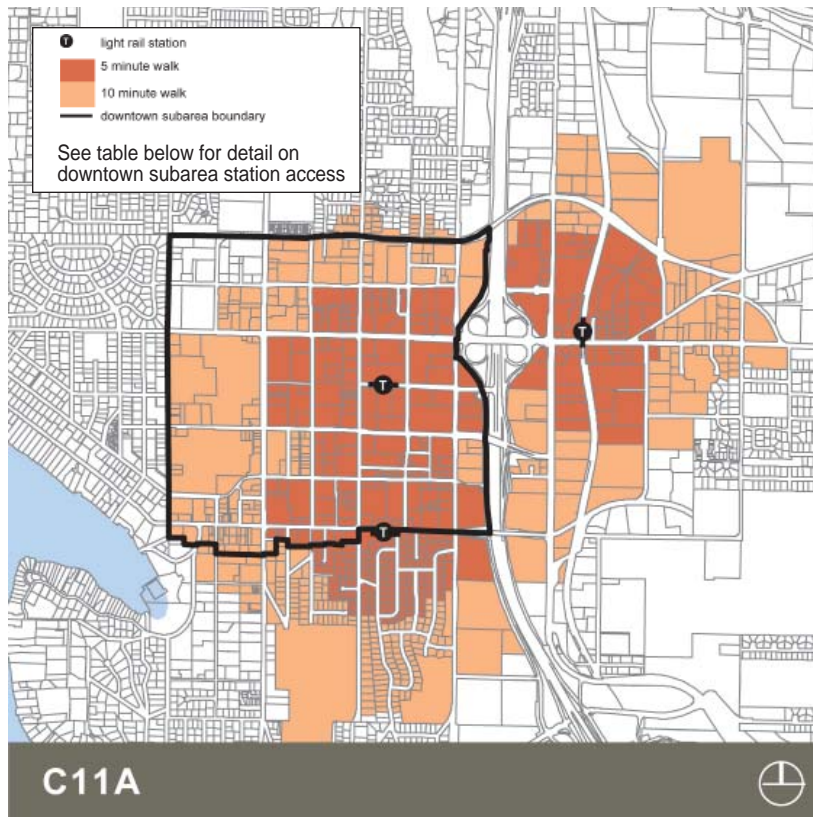 T light rail station
5 minute walk
10 minute walk
downtown subarea boundary
See table below for detail on
downtown subarea station access
T
T
T
C11A